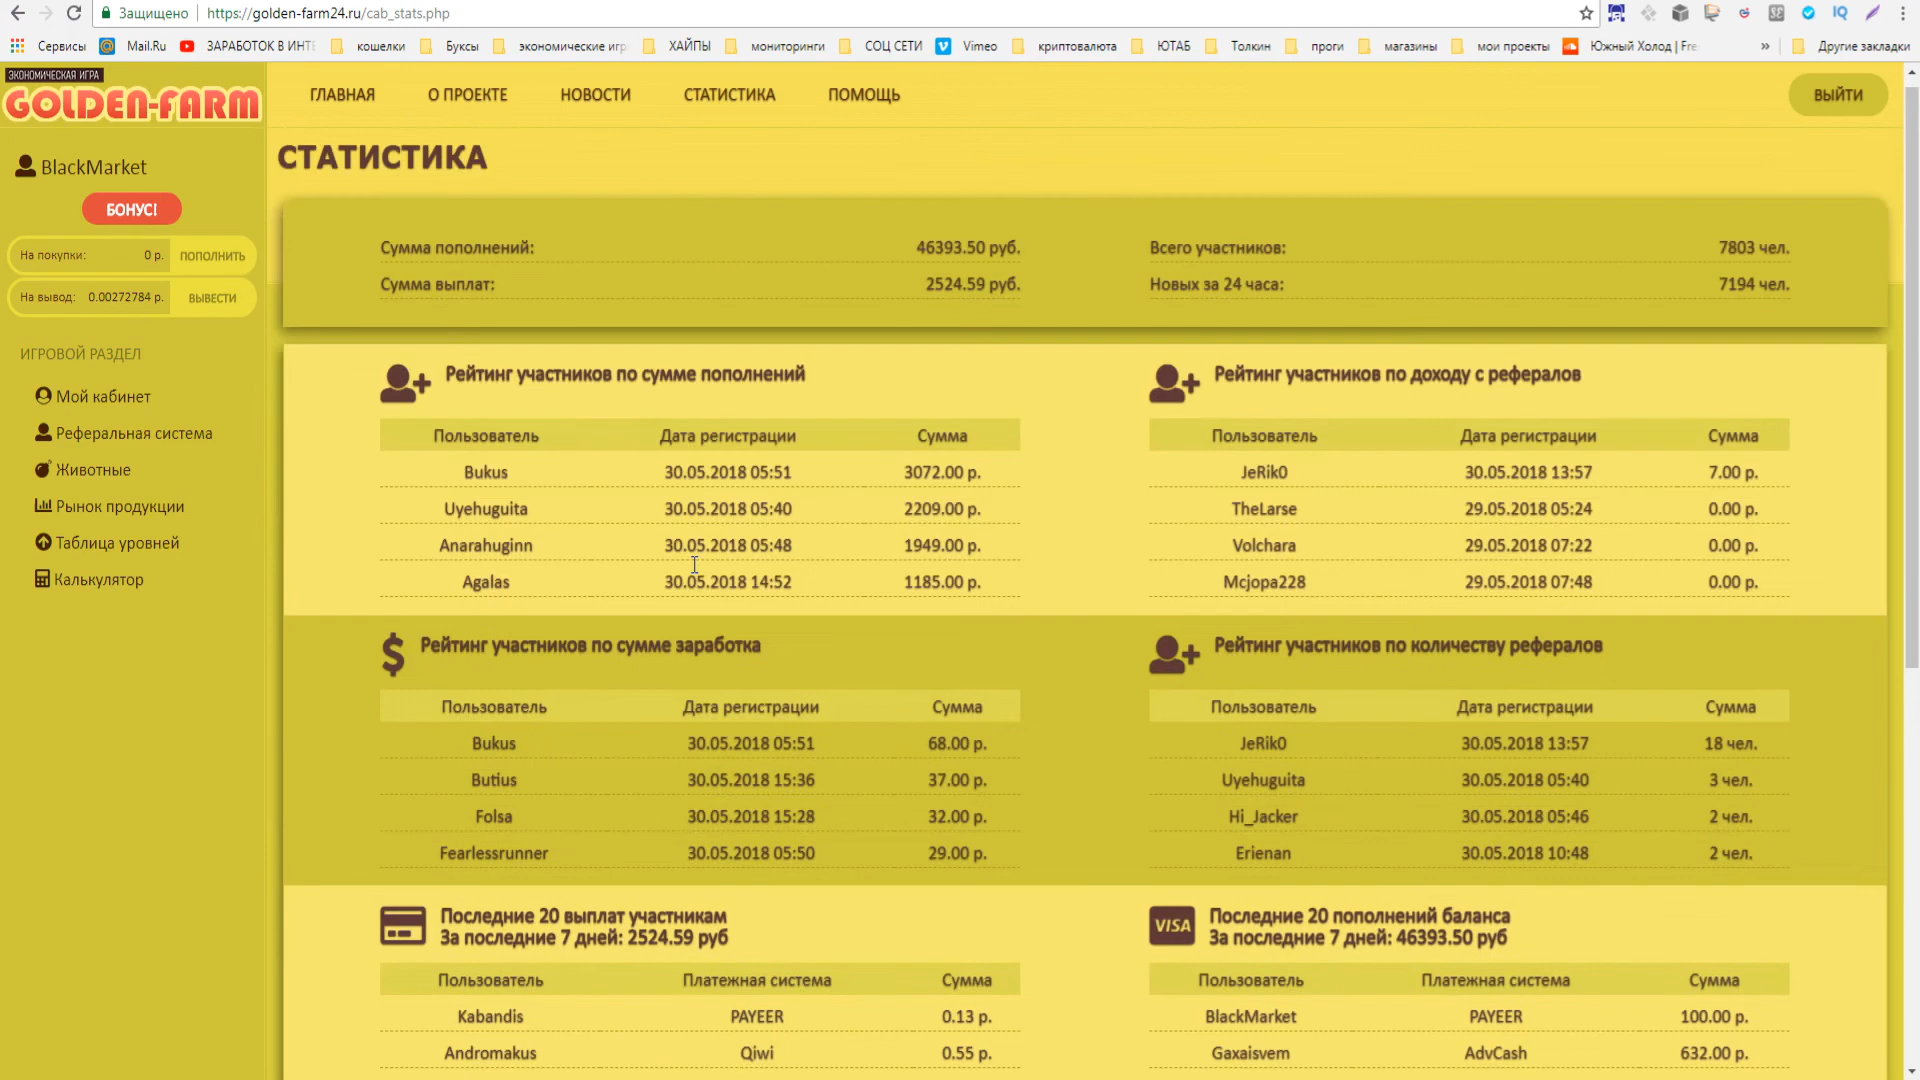 Защищено https://golden-farm24.ru/cab_stats.php
Сервисы Mail.Ru ЗАРАБОТОК В ИНТ кошелки Буксы экономические игр ХАЙПЫ мониторинги СОЦ СЕТИ Vimeo криптовалюта ЮТАБ Толкин проги магазины мои проекты Южный Холод | Fre » Другие закладки
ЭКОНОМИЧЕСКАЯ ИГРА
GOLDEN-FARM
ГЛАВНАЯ О ПРОЕКТЕ НОВОСТИ СТАТИСТИКА ПОМОЩЬ ВЫЙТИ
BlackMarket
БОНУС!
На покупки: 0 р. ПОПОЛНИТЬ
На вывод: 0.00272784 р. ВЫВЕСТИ
ИГРОВОЙ РАЗДЕЛ
Мой кабинет
Реферальная система
Животные
Рынок продукции
Таблица уровней
Калькулятор
СТАТИСТИКА
Сумма пополнений: 46393.50 руб. Всего участников: 7803 чел.
Сумма выплат: 2524.59 руб. Новых за 24 часа: 7194 чел.
Рейтинг участников по сумме пополнений
Пользователь Дата регистрации Сумма
Bukus 30.05.2018 05:51 3072.00 р.
Uyehuguita 30.05.2018 05:40 2209.00 р.
Anarahuginn 30.05.2018 05:48 1949.00 р.
Agalas 30.05.2018 14:52 1185.00 р.
Рейтинг участников по доходу с рефералов
Пользователь Дата регистрации Сумма
JeRik0 30.05.2018 13:57 7.00 р.
TheLarse 29.05.2018 05:24 0.00 р.
Volchara 29.05.2018 07:22 0.00 р.
Mcjopa228 29.05.2018 07:48 0.00 р.
Рейтинг участников по сумме заработка
Пользователь Дата регистрации Сумма
Bukus 30.05.2018 05:51 68.00 р.
Butius 30.05.2018 15:36 37.00 р.
Folsa 30.05.2018 15:28 32.00 р.
Fearlessrunner 30.05.2018 05:50 29.00 р.
Рейтинг участников по количеству рефералов
Пользователь Дата регистрации Сумма
JeRik0 30.05.2018 13:57 18 чел.
Uyehuguita 30.05.2018 05:40 3 чел.
Hi_Jacker 30.05.2018 05:46 2 чел.
Erienan 30.05.2018 10:48 2 чел.
Последние 20 выплат участникам
За последние 7 дней: 2524.59 руб
Пользователь Платежная система Сумма
Kabandis PAYEER 0.13 р.
Andromakus Qiwi 0.55 р.
VISA
Последние 20 пополнений баланса
За последние 7 дней: 46393.50 руб
Пользователь Платежная система Сумма
BlackMarket PAYEER 100.00 р.
Gaxaisvem AdvCash 632.00 р.